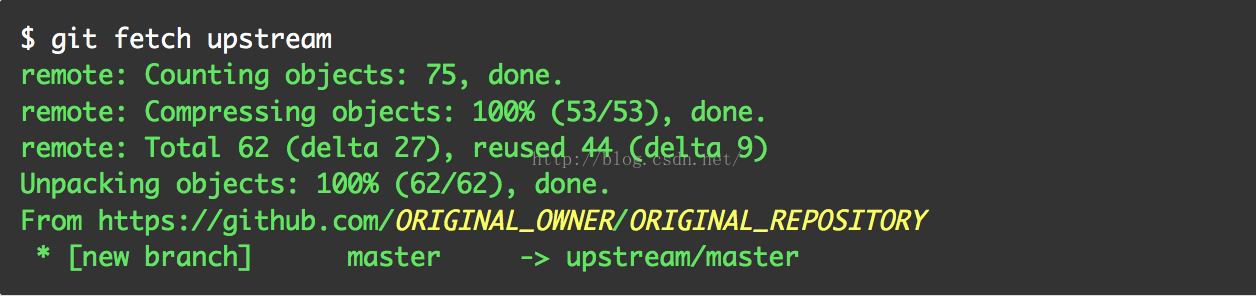 $ git fetch upstream
remote: Counting objects: 75, done.
remote: Compressing objects: 100% (53/53), done.
remote: Total 62 (delta 27), reused 44 (delta 9)
http://blog.csdn.net/
Unpacking objects: 100% (62/62), done.
From https://github.com/ORIGINAL_OWNER/ORIGINAL_REPOSITORY
 * [new branch]      master     -> upstream/master